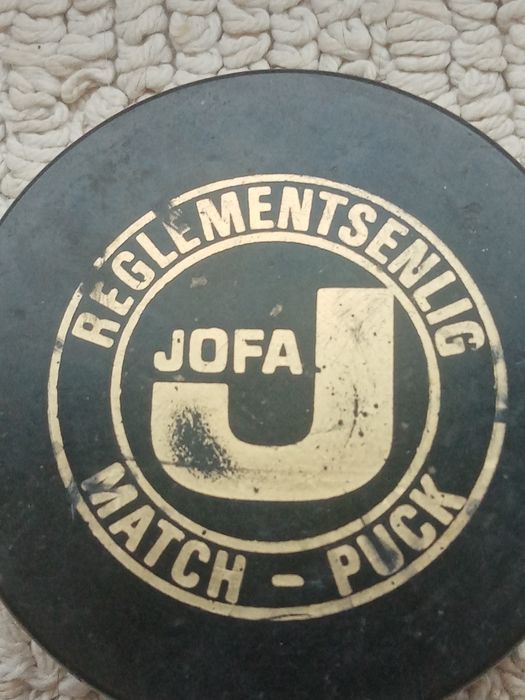 REGLEMENTSENLIG
JOFA
J
MATCH - PUCK